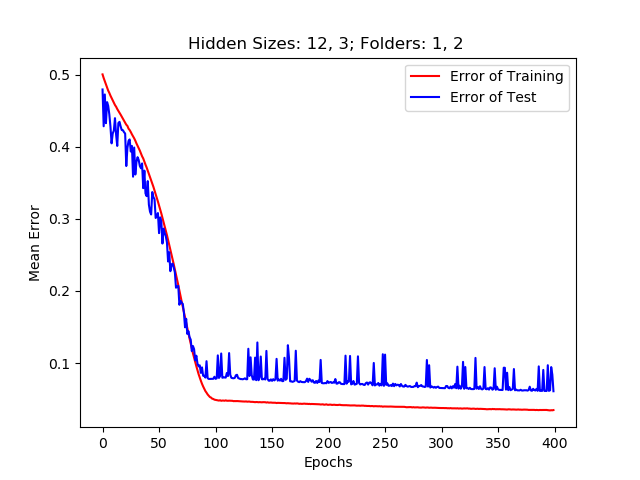 Hidden Sizes: 12, 3; Folders: 1, 2
Error of Training
Error of Test
Mean Error
0.5
0.4
0.3
0.2
0.1
0 50 100 150 200 250 300 350 400
Epochs